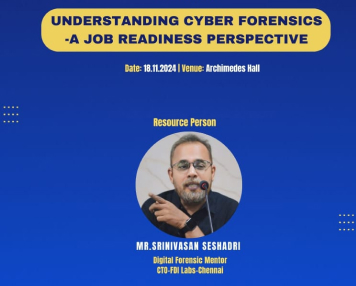 UNDERSTANDING CYBER FORENSICS
-A JOB READINESS PERSPECTIVE
Date: 18.11.2024 | Venue: Archimedes Hall
Resource Person
MR.SRINIVASAN SESHADRI
Digital Forensic Mentor
CTO-FDI Labs-Chennai